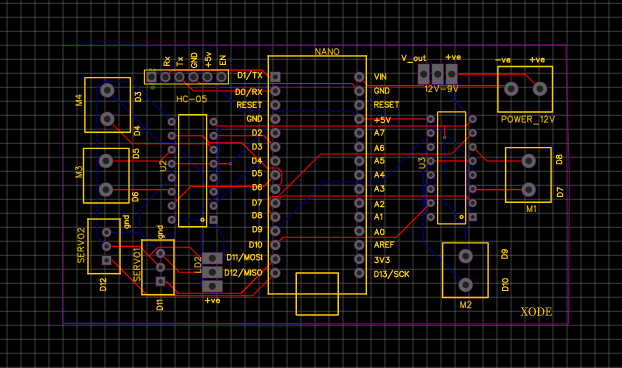 NANO
Rx
Tx
GND
+5v
EN
V_out
+ve
-ve
+ve
D1/TX
VIN
12V-9V
D0/RX
GND
HC-05
M4
D3
RESET
RESET
POWER_12V
GND
+5V
D4
D2
A7
D3
A6
D5
U2
D4
A5
U3
D8
M3
D5
A4
D6
D6
A3
D7
D7
A2
M1
D8
A1
gnd
gnd
D9
A0
SERVO2
SERVO1
D10
AREF
D9
LD2
D11/MOSI
3V3
D12/MISO
D13/SCK
D12
D10
+ve
D11
M2
XODE